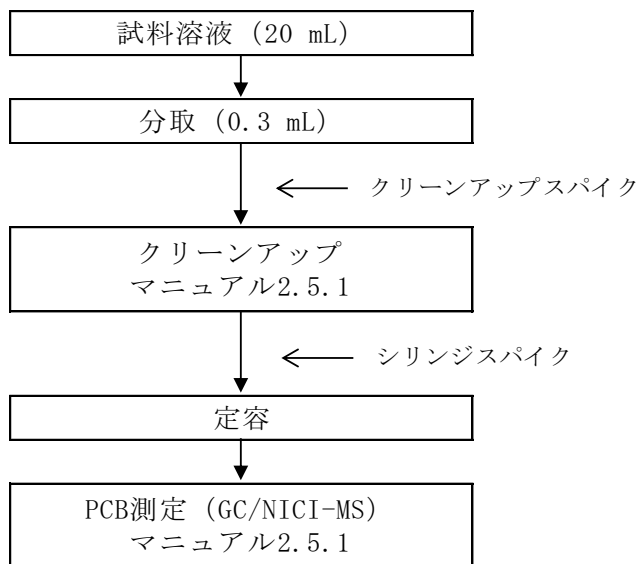 試料溶液 (20 mL)
分取 (0.3 mL)
クリーンアップスパイク
クリーンアップ
マニュアル2.5.1
シリンジスパイク
定容
PCB測定 (GC/NICI-MS)
マニュアル2.5.1